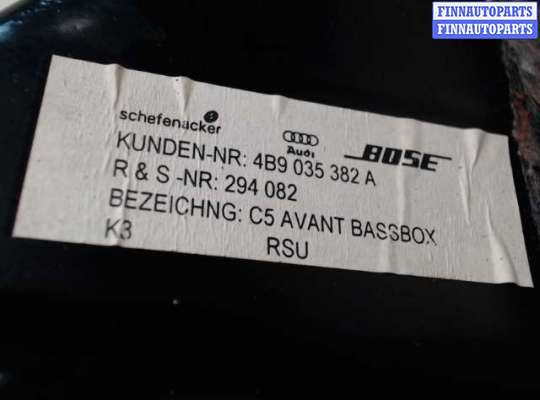 FINNAUTOPARTS
FINNAUTOPARTS
schefenacker Audi BOSE
KUNDEN-NR: 4B9 035 382 A
R & S -NR: 294 082
BEZEICHNG: C5 AVANT BASSBOX
K3 RSU